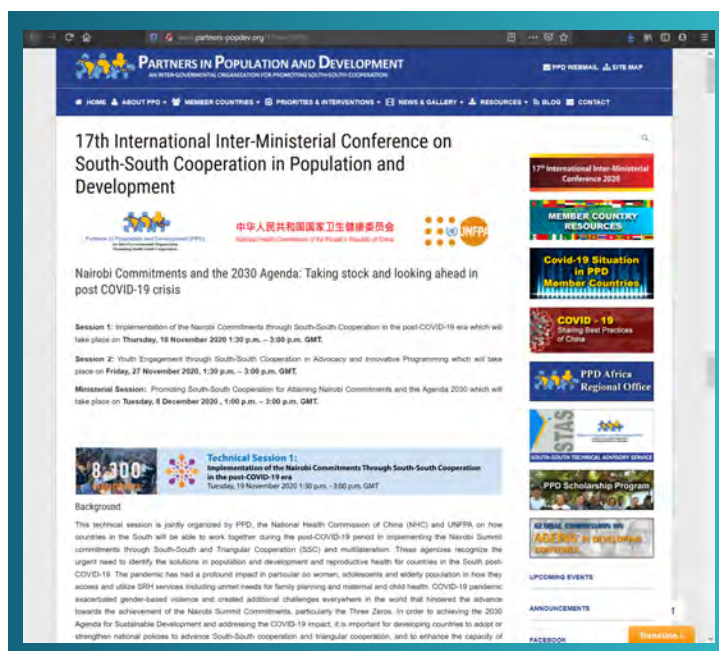 partners-popdev.org
PARTNERS IN POPULATION AND DEVELOPMENT
AN INTER-GOVERNMENTAL ORGANIZATION FOR PROMOTING SOUTH-SOUTH COOPERATION
PPD WEBMAIL SITE MAP
HOME ABOUT PPD MEMBER COUNTRIES PRIORITIES & INTERVENTIONS NEWS & GALLERY RESOURCES BLOG CONTACT
17th International Inter-Ministerial Conference on
South-South Cooperation in Population and
Development
Partners in Population and Development (PPD)
中华人民共和国国家卫生健康委员会
National Health Commission of the People's Republic of China
UNFPA
Nairobi Commitments and the 2030 Agenda: Taking stock and looking ahead in
post COVID-19 crisis
Session 1: Implementation of the Nairobi Commitments through South-South Cooperation in the post-COVID-19 era which will
take place on Thursday, 19 November 2020 1:30 p.m. – 3:00 p.m. GMT.
Session 2: Youth Engagement through South-South Cooperation in Advocacy and Innovative Programming which will take
place on Friday, 27 November 2020, 1:30 p.m. – 3:00 p.m. GMT.
Ministerial Session: Promoting South-South Cooperation for Attaining Nairobi Commitments and the Agenda 2030 which will
take place on Tuesday, 8 December 2020 , 1:00 p.m. – 3:00 p.m. GMT.
8,300
Technical Session 1:
Implementation of the Nairobi Commitments Through South-South Cooperation
in the post-COVID-19 era
Tuesday, 19 November 2020 1:30 p.m. - 3:00 p.m. GMT
Background
This technical session is jointly organized by PPD, the National Health Commission of China (NHC) and UNFPA on how
countries in the South will be able to work together during the post-COVID-19 period in implementing the Nairobi Summit
commitments through South-South and Triangular Cooperation (SSC) and multilateralism. These agencies recognize the
urgent need to identify the solutions in population and development and reproductive health for countries in the South post-
COVID-19. The pandemic has had a profound impact in particular on women, adolescents and elderly population in how they
access and utilize SRH services including unmet needs for family planning and maternal and child health. COVID-19 pandemic
exacerbated gender-based violence and created additional challenges everywhere in the world that hindered the advance
towards the achievement of the Nairobi Summit Commitments, particularly the Three Zeros. In order to achieving the 2030
Agenda for Sustainable Development and addressing the COVID-19 impact, it is important for developing countries to adopt or
strengthen national policies to advance South-South cooperation and triangular cooperation, and to enhance the capacity of
17th International Inter-Ministerial
Conference 2020
MEMBER COUNTRY
RESOURCES
Covid-19 Situation
in PPD
Member Countries
COVID - 19
Sharing Best Practices
of China
PPD Africa
Regional Office
STAS
SOUTH-SOUTH TECHNICAL ADVISORY SERVICE
PPD Scholarship Program
GLOBAL COMMISSION ON
AGEING IN DEVELOPING
COUNTRIES
UPCOMING EVENTS
ANNOUNCEMENTS
FACEBOOK
Translate